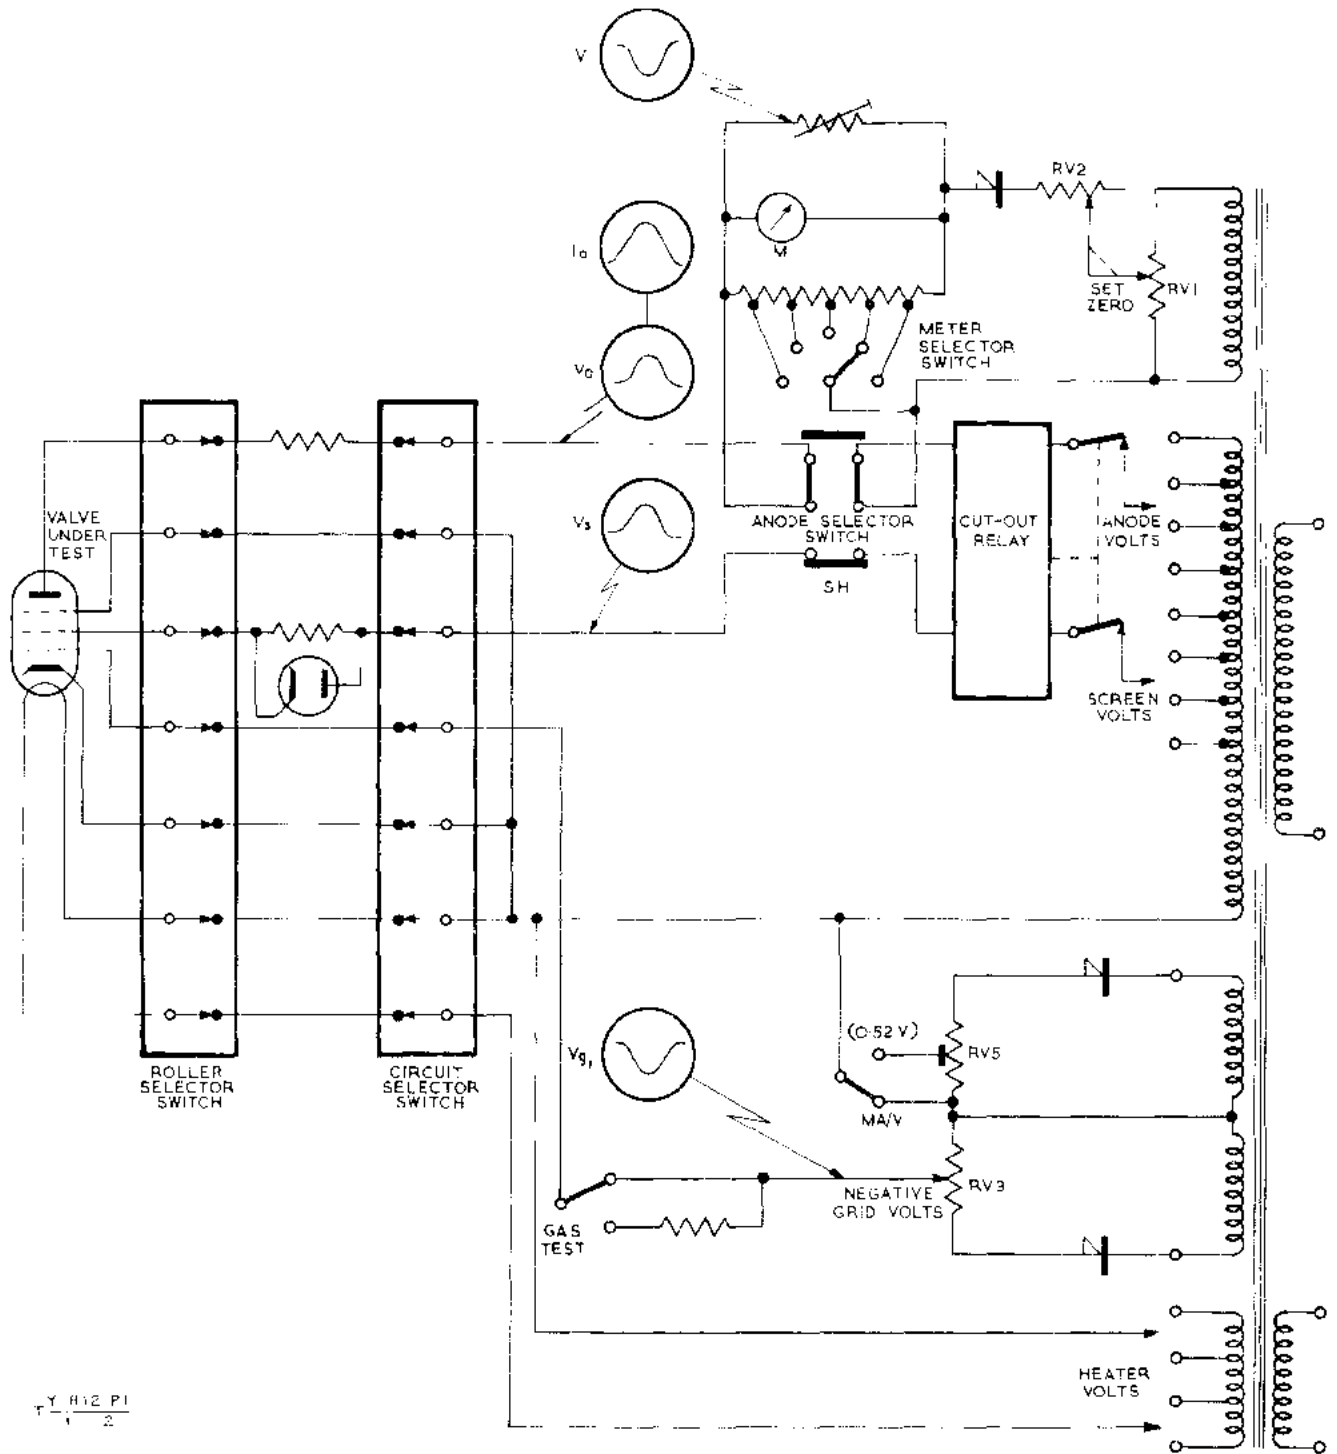 V
RV2
Ia
M
SET
ZERO
RV1
METER
SELECTOR
SWITCH
Va
VALVE
UNDER
TEST
Vs
ANODE SELECTOR
SWITCH
SH
CUT-OUT
RELAY
ANODE
VOLTS
SCREEN
VOLTS
(0·52 V)
RV5
Vg1
MA/V
ROLLER
SELECTOR
SWITCH
CIRCUIT
SELECTOR
SWITCH
NEGATIVE
GRID VOLTS
RV3
GAS
TEST
HEATER
VOLTS